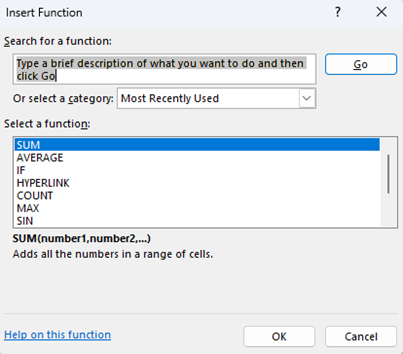 Insert Function
?
Search for a function:
Type a brief description of what you want to do and then
click Go
Go
Or select a category: Most Recently Used
Select a function:
SUM
AVERAGE
IF
HYPERLINK
COUNT
MAX
SIN
SUM(number1,number2,...)
Adds all the numbers in a range of cells.
Help on this function
OK
Cancel